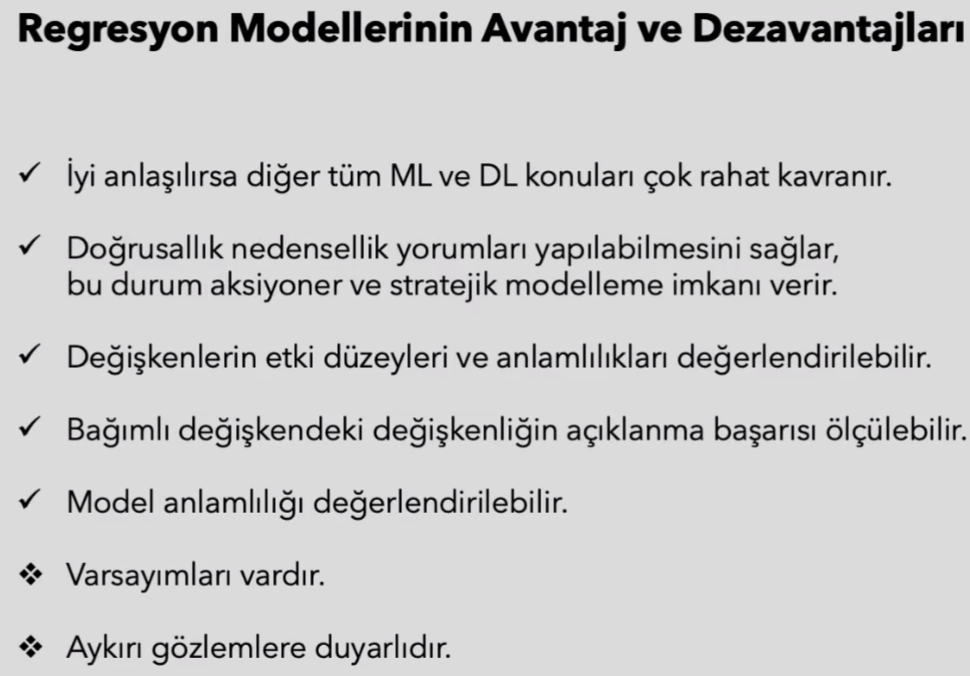 Regresyon Modellerinin Avantaj ve Dezavantajları
✓ İyi anlaşılırsa diğer tüm ML ve DL konuları çok rahat kavranır.
✓ Doğrusallık nedensellik yorumları yapılabilmesini sağlar,
bu durum aksiyoner ve stratejik modelleme imkanı verir.
✓ Değişkenlerin etki düzeyleri ve anlamlılıkları değerlendirilebilir.
✓ Bağımlı değişkendeki değişkenliğin açıklanma başarısı ölçülebilir.
✓ Model anlamlılığı değerlendirilebilir.
❖ Varsayımları vardır.
❖ Aykırı gözlemlere duyarlıdır.